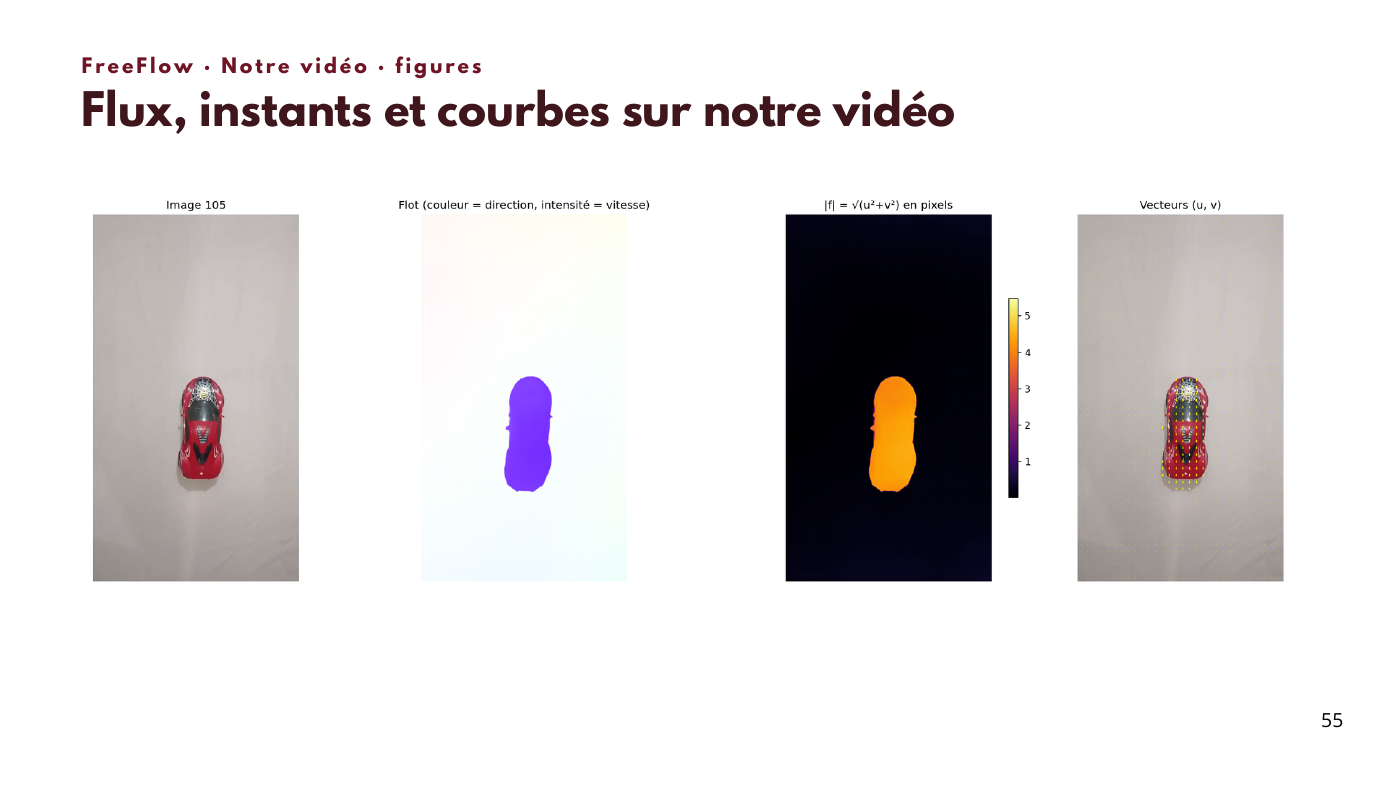 FreeFlow · Notre vidéo · figures
Flux, instants et courbes sur notre vidéo
Image 105
Flot (couleur = direction, intensité = vitesse)
|f| = √(u²+v²) en pixels
Vecteurs (u, v)
5
4
3
2
1
55